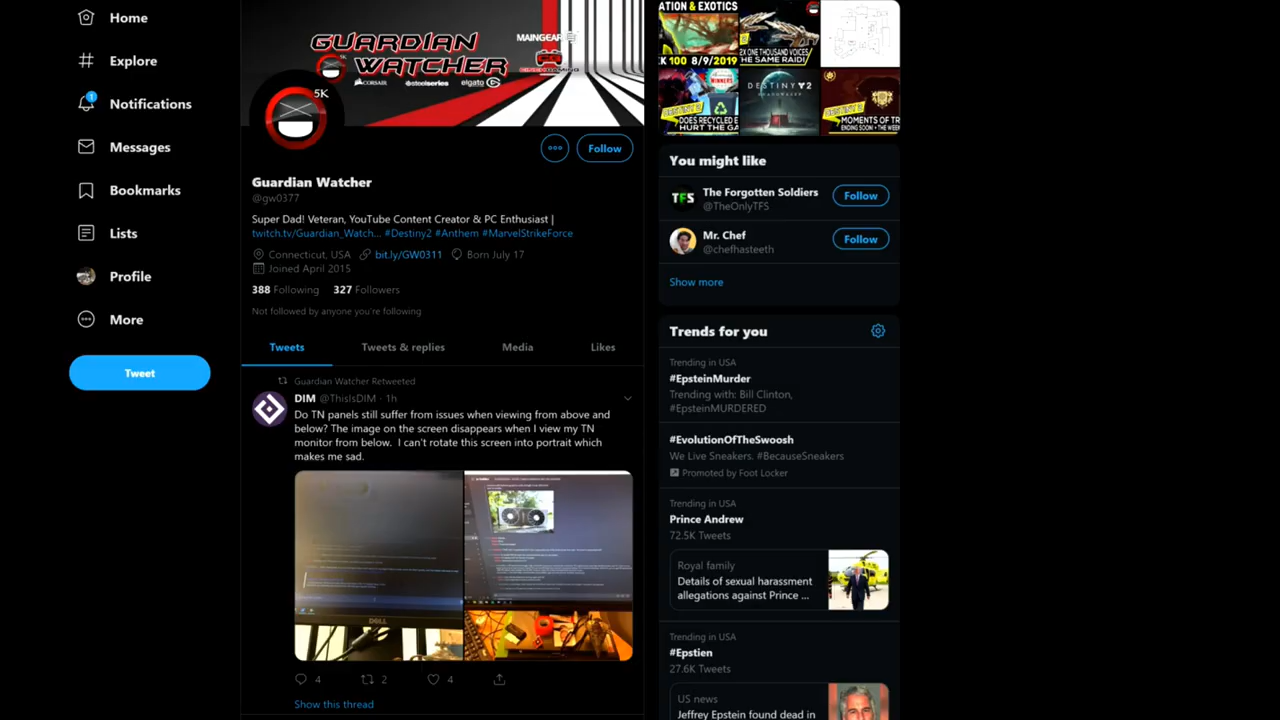 Home
Explore
1
Notifications
Messages
Bookmarks
Lists
Profile
More
Tweet
GUARDIAN
WATCHER
5K
MAINGEAR
CORSAIR
steelseries
elgato
5K
Follow
Guardian Watcher
@gw0377
Super Dad! Veteran, YouTube Content Creator & PC Enthusiast |
twitch.tv/Guardian_Watch... #Destiny2 #Anthem #MarvelStrikeForce
Connecticut, USA bit.ly/GW0311 Born July 17
Joined April 2015
388 Following 327 Followers
Not followed by anyone you're following
Tweets Tweets & replies Media Likes
Guardian Watcher Retweeted
DIM @ThisIsDIM · 1h
Do TN panels still suffer from issues when viewing from above and
below? The image on the screen disappears when I view my TN
monitor from below. I can't rotate this screen into portrait which
makes me sad.
DELL
4 2 4
Show this thread
ATION & EXOTICS
EK 100 8/9/2019
2X ONE THOUSAND VOICES
HE SAME RAID!
WINNERS
DESTINY 2
DOES RECYCLED E
HURT THE GA
DESTINY2
SHADOWKEEP
DESTINY 2
MOMENTS OF TR
ENDING SOON + THE WEE
You might like
TFS
The Forgotten Soldiers
@TheOnlyTFS
Follow
Mr. Chef
@chefhasteeth
Follow
Show more
Trends for you
Trending in USA
#EpsteinMurder
Trending with: Bill Clinton,
#EpsteinMURDERED
#EvolutionOfTheSwoosh
We Live Sneakers. #BecauseSneakers
Promoted by Foot Locker
Trending in USA
Prince Andrew
72.5K Tweets
Royal family
Details of sexual harassment
allegations against Prince ...
Trending in USA
#Epstien
27.6K Tweets
US news
Jeffrey Epstein found dead in